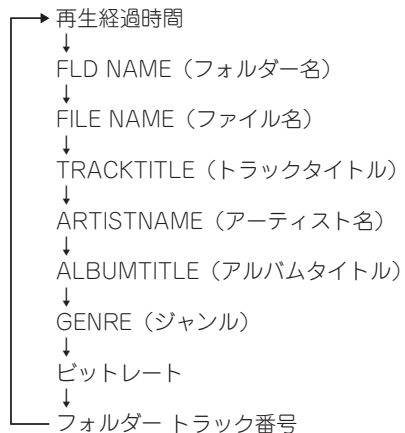 再生経過時間
FLD NAME（フォルダー名）
FILE NAME（ファイル名）
TRACKTITLE（トラックタイトル）
ARTISTNAME（アーティスト名）
ALBUMTITLE（アルバムタイトル）
GENRE（ジャンル）
ビットレート
フォルダー トラック番号